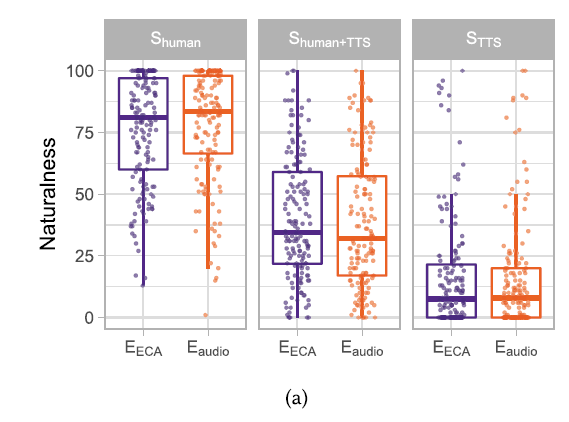 S_human S_human+TTS S_TTS
100
75
50
25
0
Naturalness
E_ECA E_audio E_ECA E_audio E_ECA E_audio
(a)